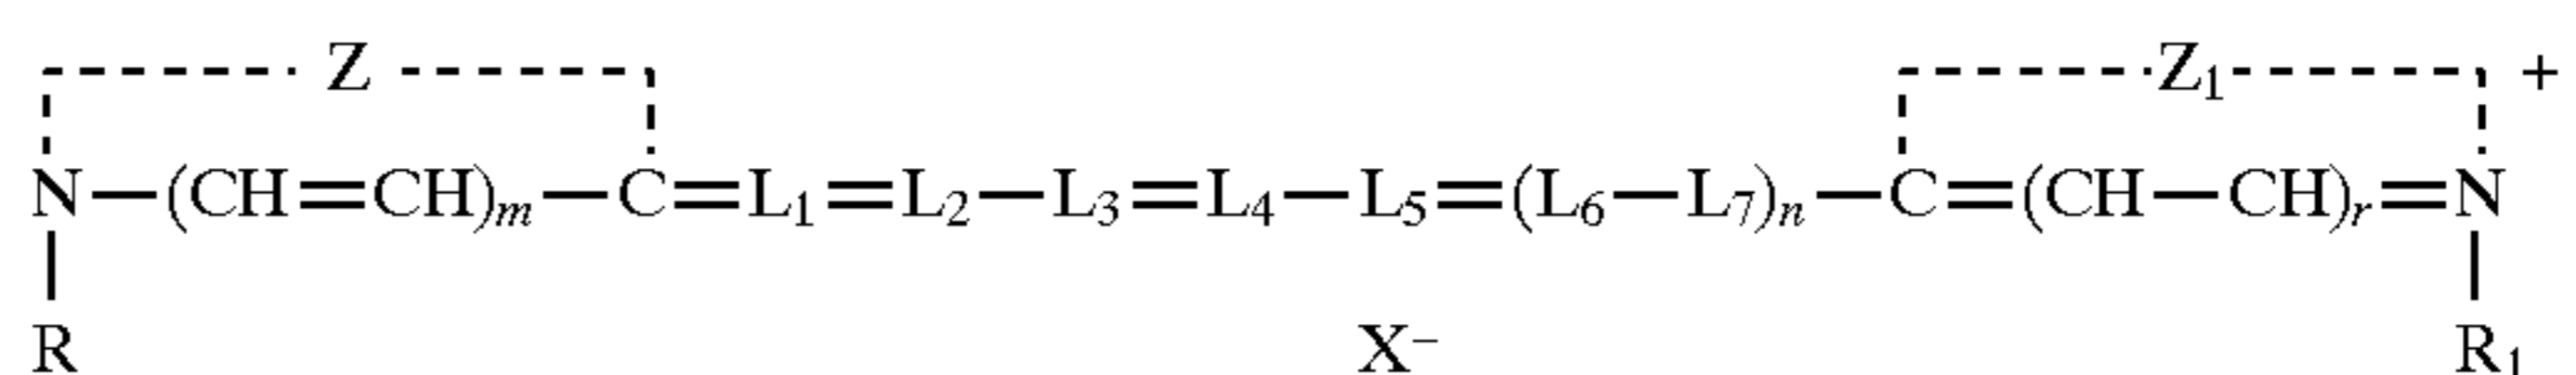 Z Z₁ +
N—(CH=CH)ₘ—C=L₁=L₂—L₃=L₄—L₅=(L₆—L₇)ₙ—C=(CH—CH)ᵣ=N
R X⁻ R₁